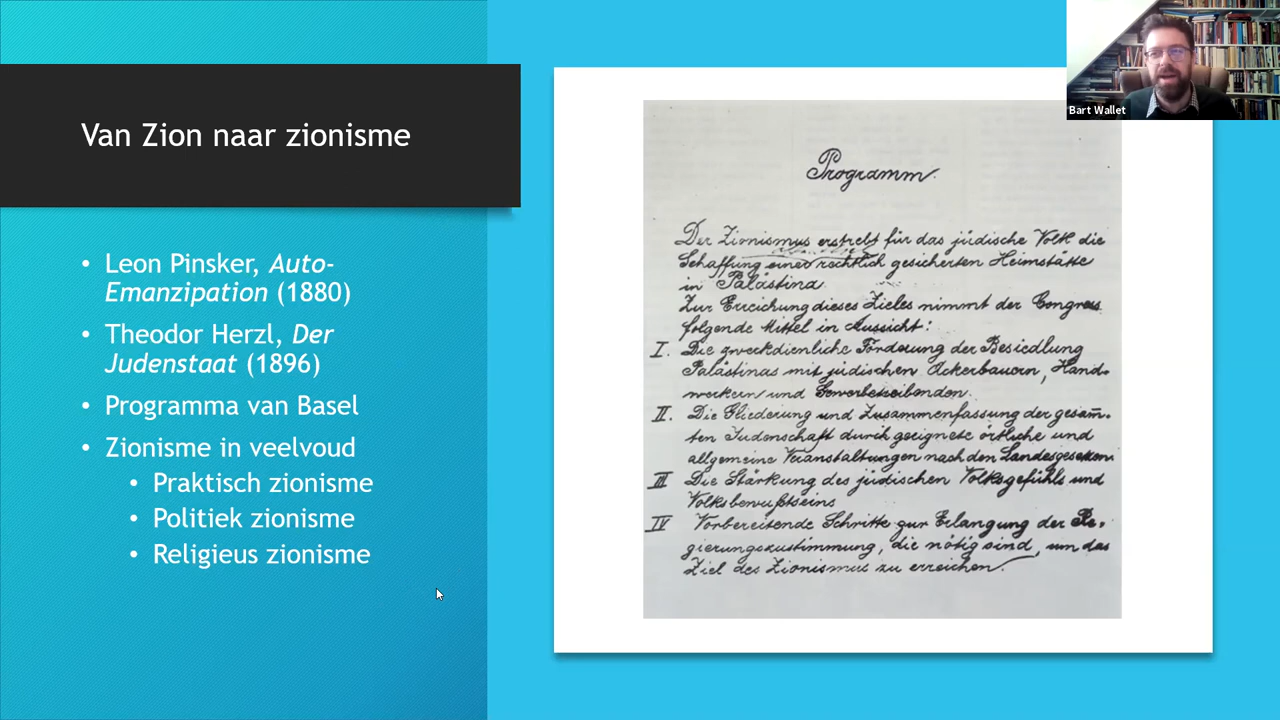 Van Zion naar zionisme
• Leon Pinsker, Auto-
Emanzipation (1880)
• Theodor Herzl, Der
Judenstaat (1896)
• Programma van Basel
• Zionisme in veelvoud
• Praktisch zionisme
• Politiek zionisme
• Religieus zionisme
Programm.
Der Zionismus erstrebt für das jüdische Volk die
Schaffung einer rechtlich gesicherten Heimstätte
in Palästina.
Zur Erreichung dieses Zieles nimmt der Congress
folgende Mittel in Aussicht:
I. Die zweckdienliche Förderung der Besiedlung
Palästinas mit jüdischen Ackerbauern, Hand-
werkern und Gewerbetreibenden.
II. Die Gliederung und Zusammenfassung der gesam̅-
ten Judenschaft durch geeignete örtliche und
allgemeine Veranstaltungen nach den Landesgesetzen.
III Die Stärkung des jüdischen Volksgefühls und
Volksbewußtseins
IV Vorbereitende Schritte zur Erlangung der Re-
gierungszustimmung, die nötig sind, um das
Ziel des Zionismus zu erreichen.
Bart Wallet